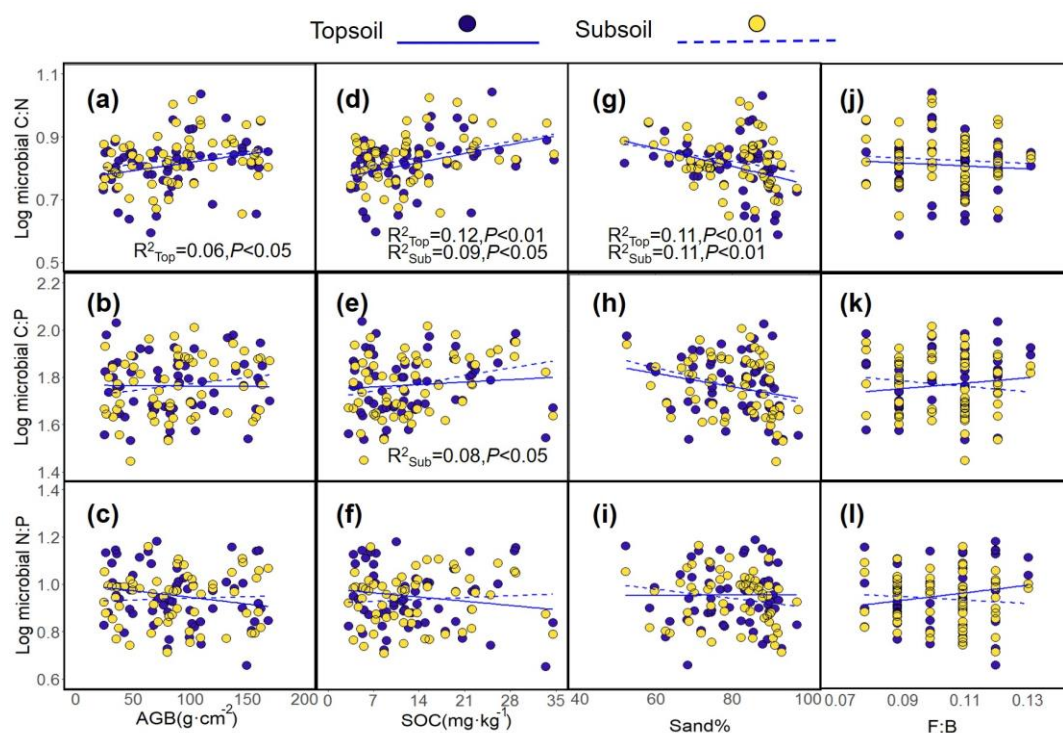 Topsoil Subsoil
(a) (d) (g) (j)
Log microbial C:N
1.1
0.9
0.7
0.5
R²Top=0.06,P<0.05
R²Top=0.12,P<0.01
R²Sub=0.09,P<0.05
R²Top=0.11,P<0.01
R²Sub=0.11,P<0.01
(b) (e) (h) (k)
Log microbial C:P
2.2
2.0
1.8
1.6
1.4
R²Sub=0.08,P<0.05
(c) (f) (i) (l)
Log microbial N:P
1.4
1.2
1.0
0.8
0.6
0 50 100 150 200 0 7 14 21 28 35 40 60 80 100 0.07 0.09 0.11 0.13
AGB(g·cm⁻²) SOC(mg·kg⁻¹) Sand% F:B